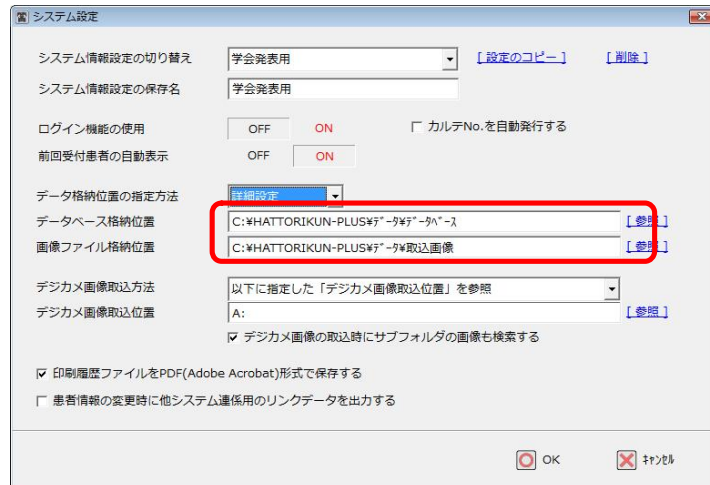 システム設定
システム情報設定の切り替え 学会発表用 [ 設定のコピー ] [ 削除 ]
システム情報設定の保存名 学会発表用
ログイン機能の使用 OFF ON カルテNo.を自動発行する
前回受付患者の自動表示 OFF ON
データ格納位置の指定方法 詳細設定
データベース格納位置 C:¥HATTORIKUN-PLUS¥ﾃﾞｰﾀ¥ﾃﾞｰﾀﾍﾞｰｽ [ 参照 ]
画像ファイル格納位置 C:¥HATTORIKUN-PLUS¥ﾃﾞｰﾀ¥取込画像 [ 参照 ]
デジカメ画像取込方法 以下に指定した「デジカメ画像取込位置」を参照
デジカメ画像取込位置 A: [ 参照 ]
デジカメ画像の取込時にサブフォルダの画像も検索する
印刷履歴ファイルをPDF(Adobe Acrobat)形式で保存する
患者情報の変更時に他システム連係用のリンクデータを出力する
OK ｷｬﾝｾﾙ